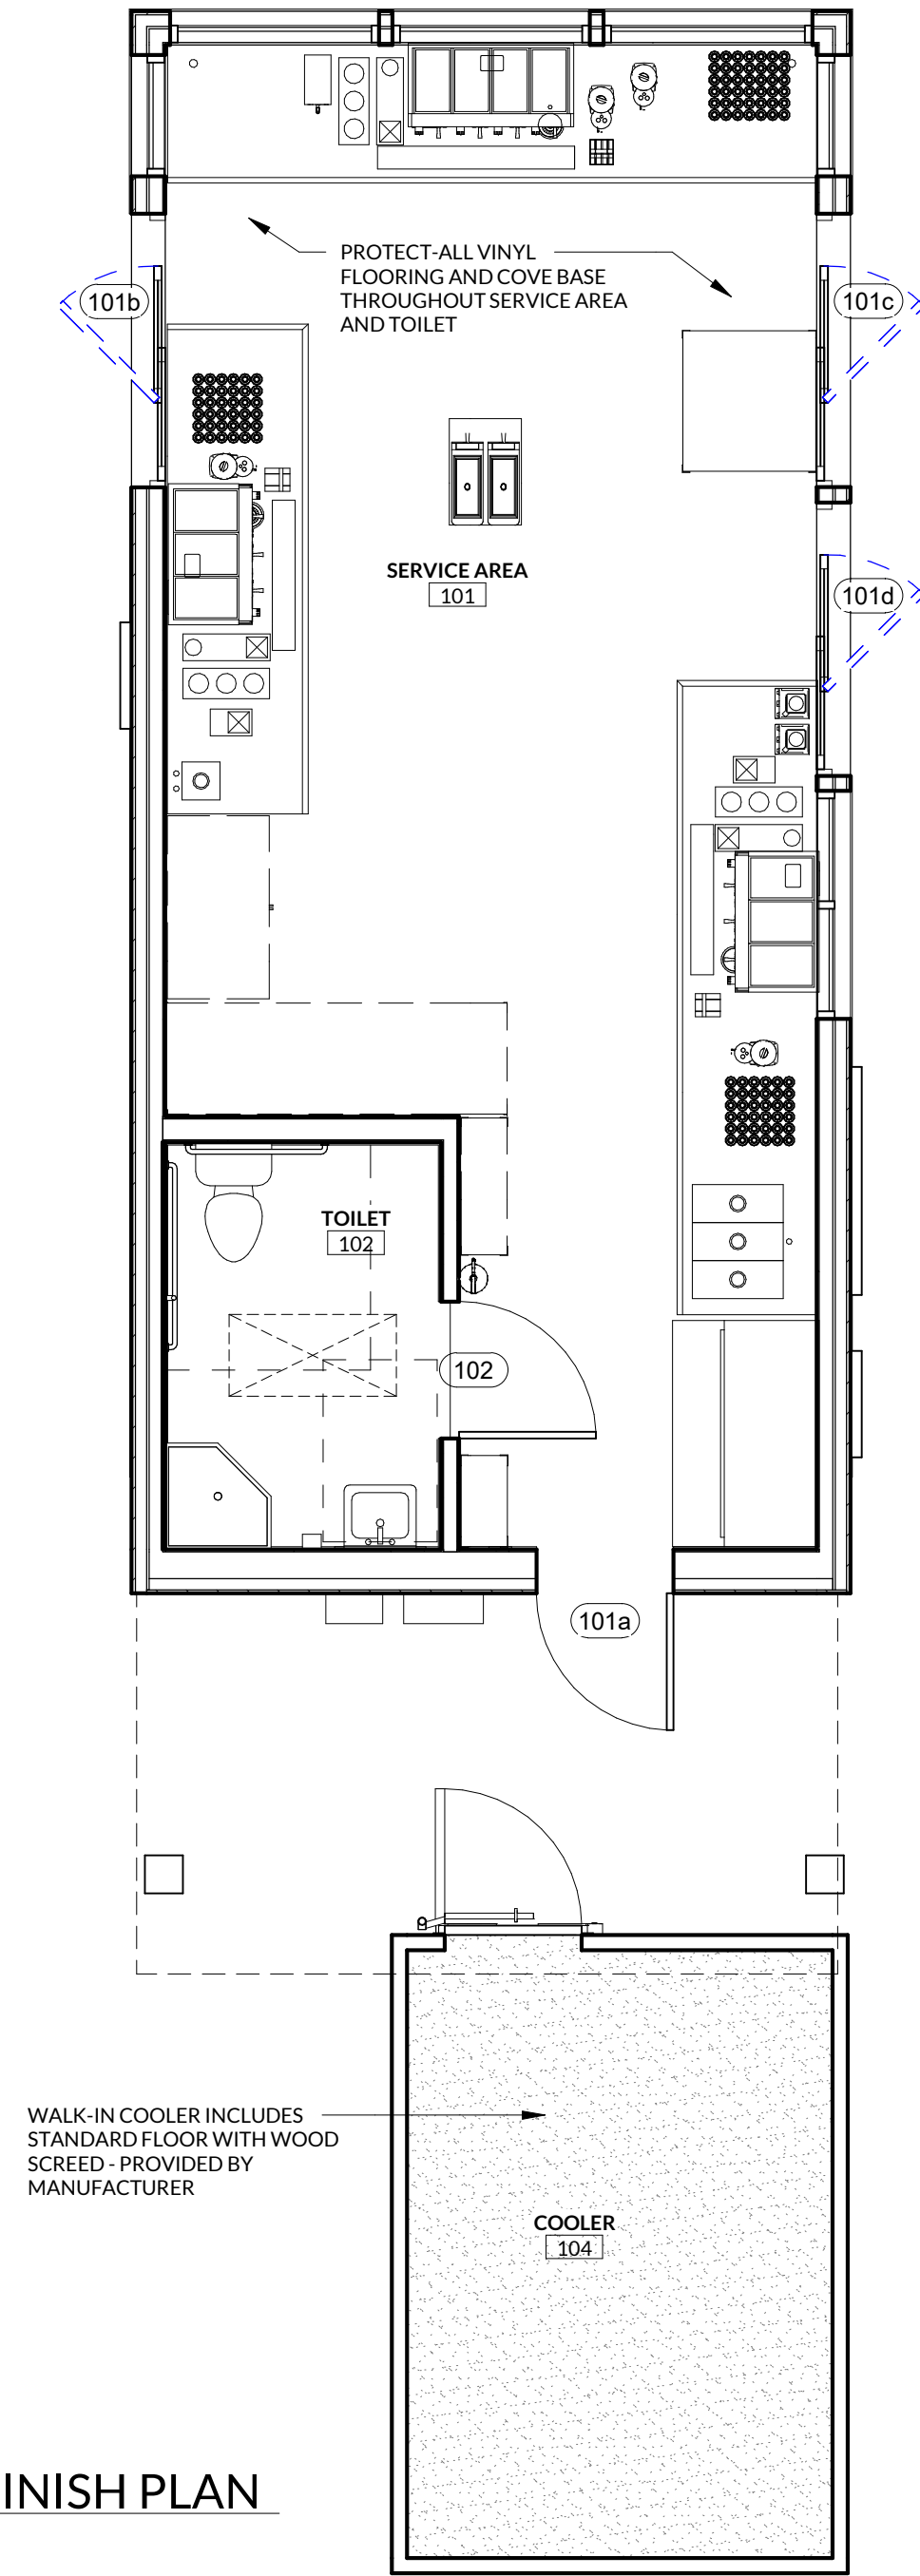 PROTECT-ALL VINYL
FLOORING AND COVE BASE
THROUGHOUT SERVICE AREA
AND TOILET
101b
101c
SERVICE AREA
101
101d
TOILET
102
102
101a
WALK-IN COOLER INCLUDES
STANDARD FLOOR WITH WOOD
SCREED - PROVIDED BY
MANUFACTURER
COOLER
104
INISH PLAN